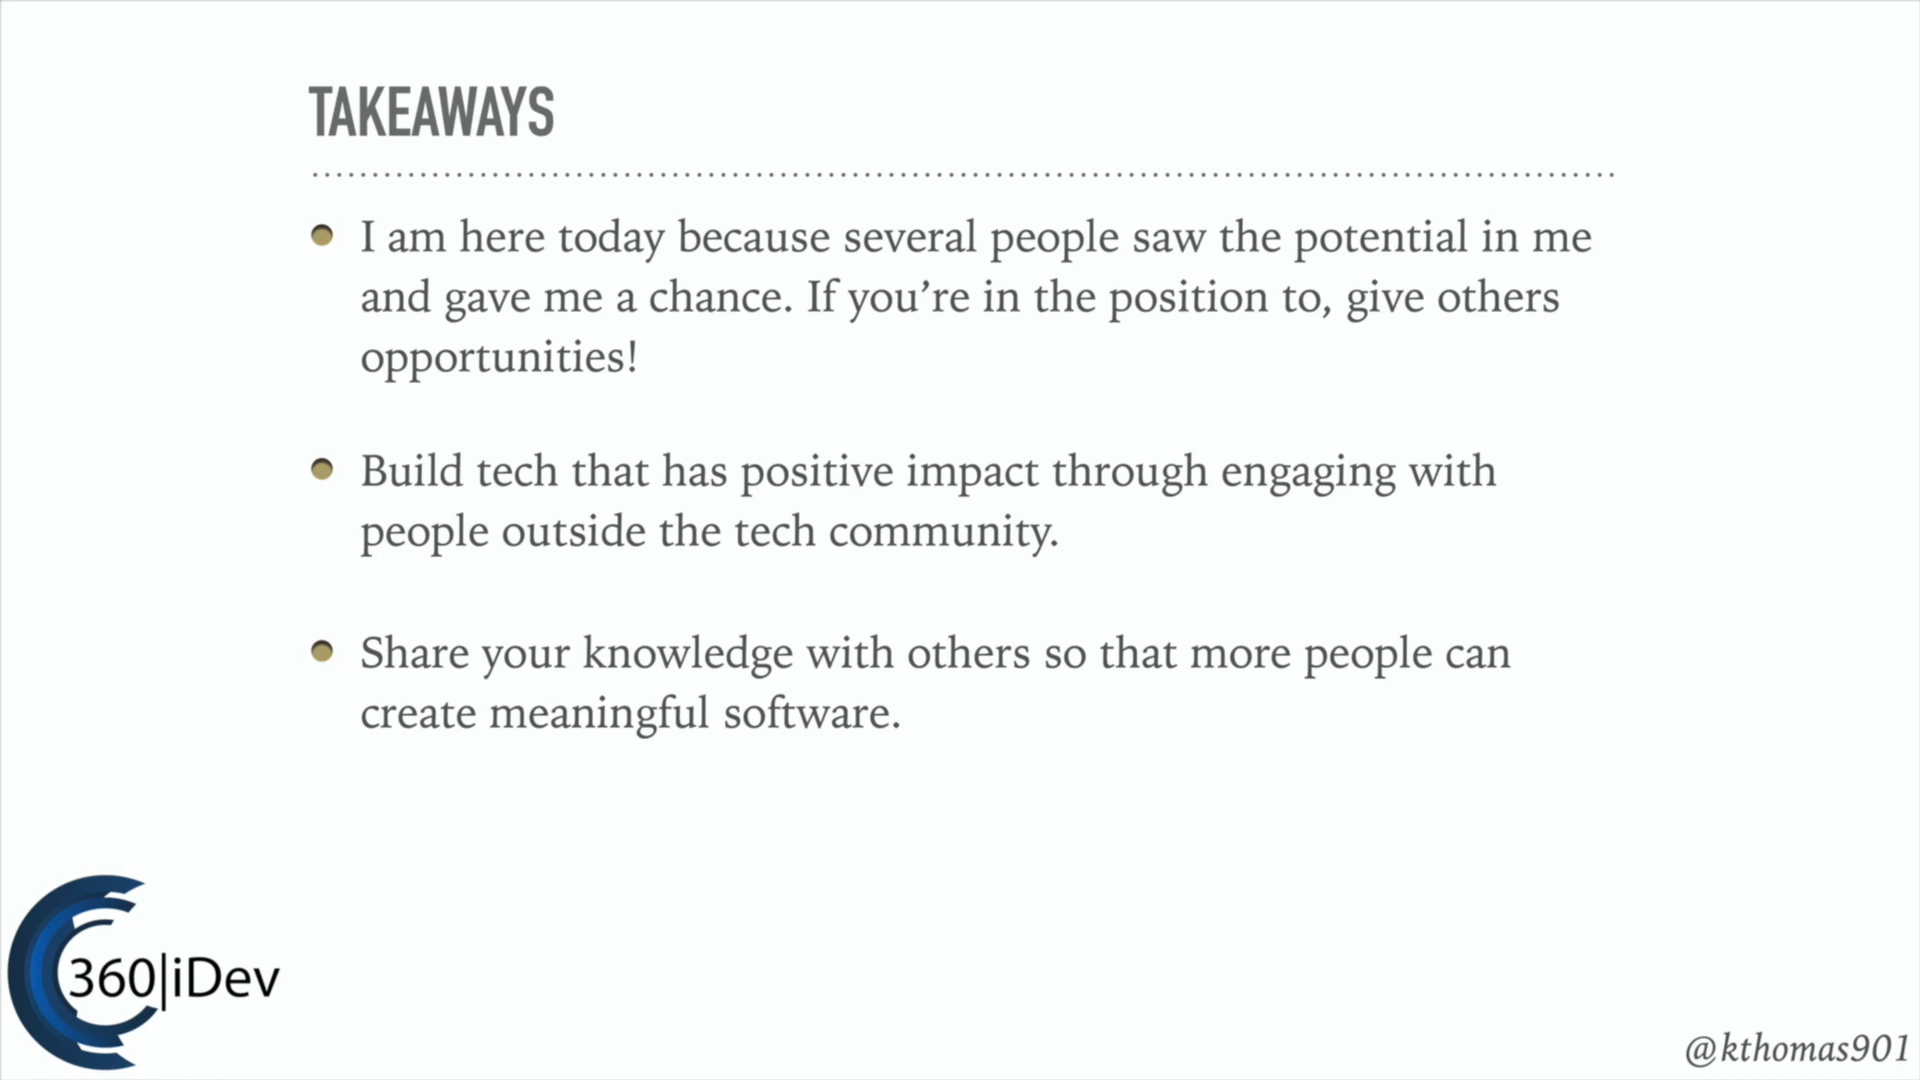 TAKEAWAYS
I am here today because several people saw the potential in me
and gave me a chance. If you’re in the position to, give others
opportunities!
Build tech that has positive impact through engaging with
people outside the tech community.
Share your knowledge with others so that more people can
create meaningful software.
360|iDev
@kthomas901